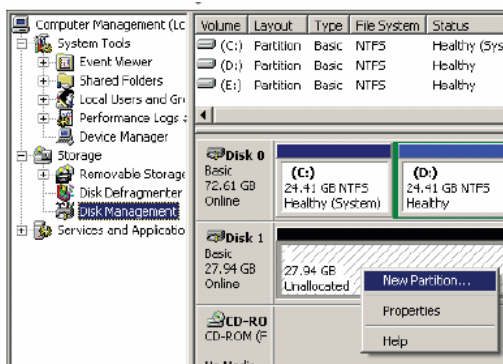 Computer Management (Lc
System Tools
Event Viewer
Shared Folders
Local Users and Gr
Performance Logs a
Device Manager
Storage
Removable Storage
Disk Defragmenter
Disk Management
Services and Applicatio
Volume Layout Type File System Status
(C:) Partition Basic NTFS Healthy (Sys
(D:) Partition Basic NTFS Healthy
(E:) Partition Basic NTFS Healthy
Disk 0
Basic
72.61 GB
Online
(C:)
24.41 GB NTFS
Healthy (System)
(D:)
24.41 GB NTFS
Healthy
Disk 1
Basic
27.94 GB
Online
27.94 GB
Unallocated
New Partition...
Properties
Help
CD-RO
CD-ROM (F
No Media